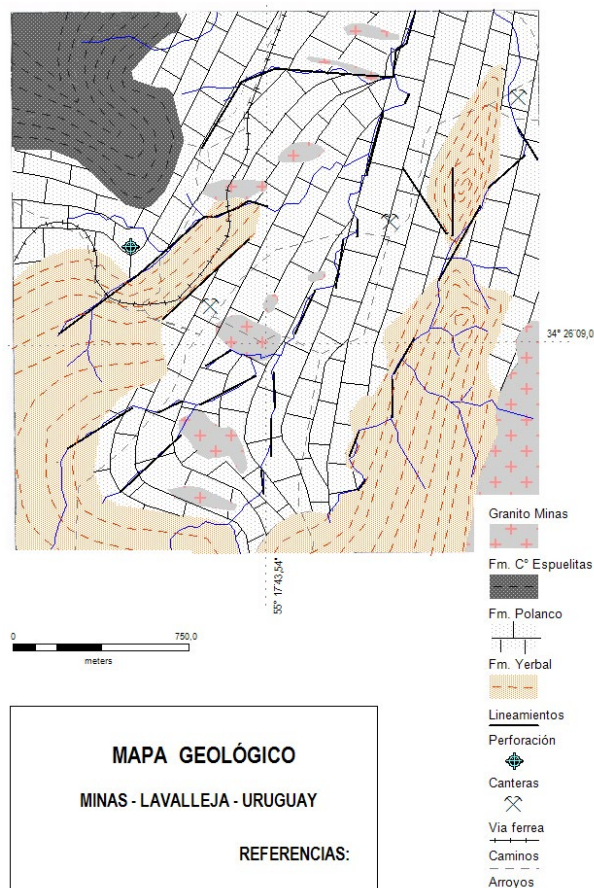 34° 26´09,0
55° 17'43,54"
0 750,0
meters
MAPA GEOLÓGICO
MINAS - LAVALLEJA - URUGUAY
REFERENCIAS:
Granito Minas
Fm. C° Espuelitas
Fm. Polanco
Fm. Yerbal
Lineamientos
Perforación
Canteras
Via ferrea
Caminos
Arroyos